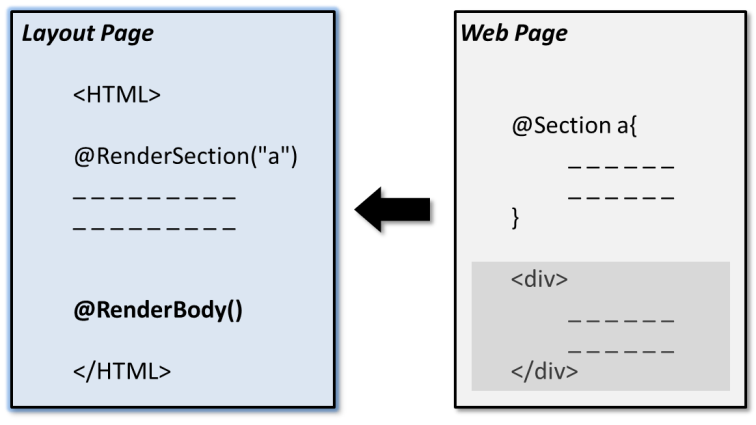 Layout Page
<HTML>
@RenderSection("a")
_ _ _ _ _ _ _ _ _
_ _ _ _ _ _ _ _ _
@RenderBody()
</HTML>
Web Page
@Section a{
_ _ _ _ _ _
_ _ _ _ _ _
}
<div>
_ _ _ _ _ _
_ _ _ _ _ _
</div>